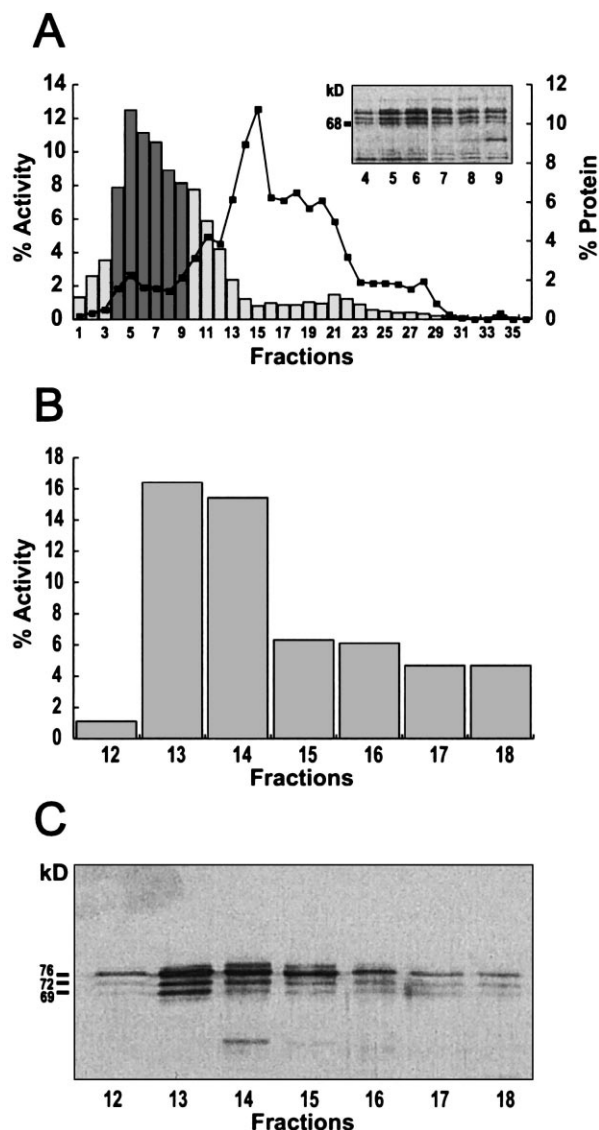 A
14
12
10
8
6
4
2
0
% Activity
1 3 5 7 9 11 13 15 17 19 21 23 25 27 29 31 33 35
Fractions
12
10
8
6
4
2
0
% Protein
kD
68
4 5 6 7 8 9
B
18
16
14
12
10
8
6
4
2
0
% Activity
12 13 14 15 16 17 18
Fractions
C
kD
76
72
69
12 13 14 15 16 17 18
Fractions